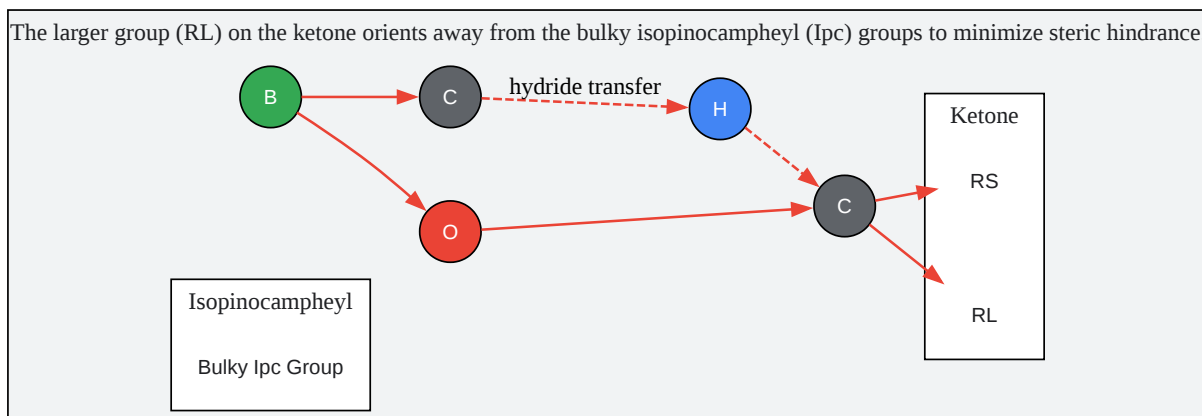 The larger group (RL) on the ketone orients away from the bulky isopinocampheyl (Ipc) groups to minimize steric hindrance
B
C
hydride transfer
H
Ketone
RS
C
O
RL
Isopinocampheyl
Bulky Ipc Group